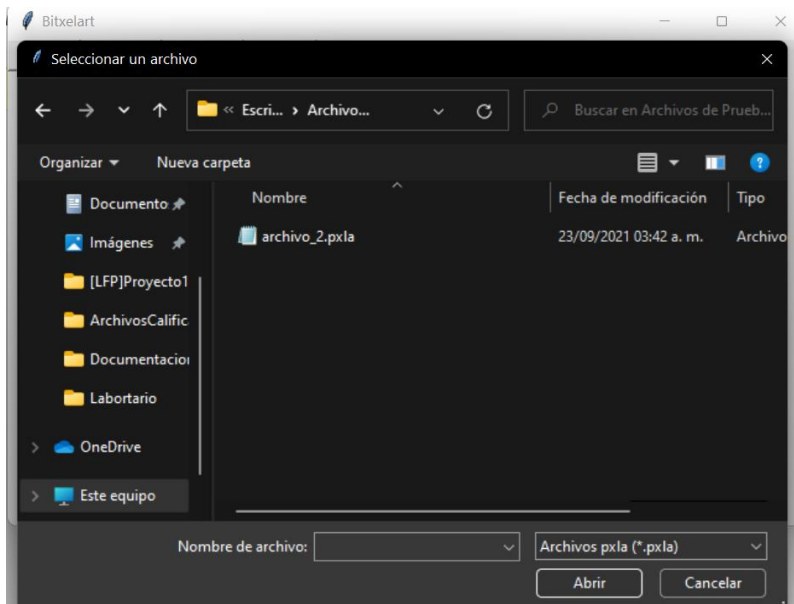 Bitxelart
Seleccionar un archivo
« Escri... › Archivo...
Buscar en Archivos de Prueb...
Organizar
Nueva carpeta
Nombre
Fecha de modificación
Tipo
archivo_2.pxla
23/09/2021 03:42 a. m.
Archivo
Documento
Imágenes
[LFP]Proyecto1
ArchivosCalific
Documentacion
Labortario
OneDrive
Este equipo
Nombre de archivo:
Archivos pxla (*.pxla)
Abrir
Cancelar